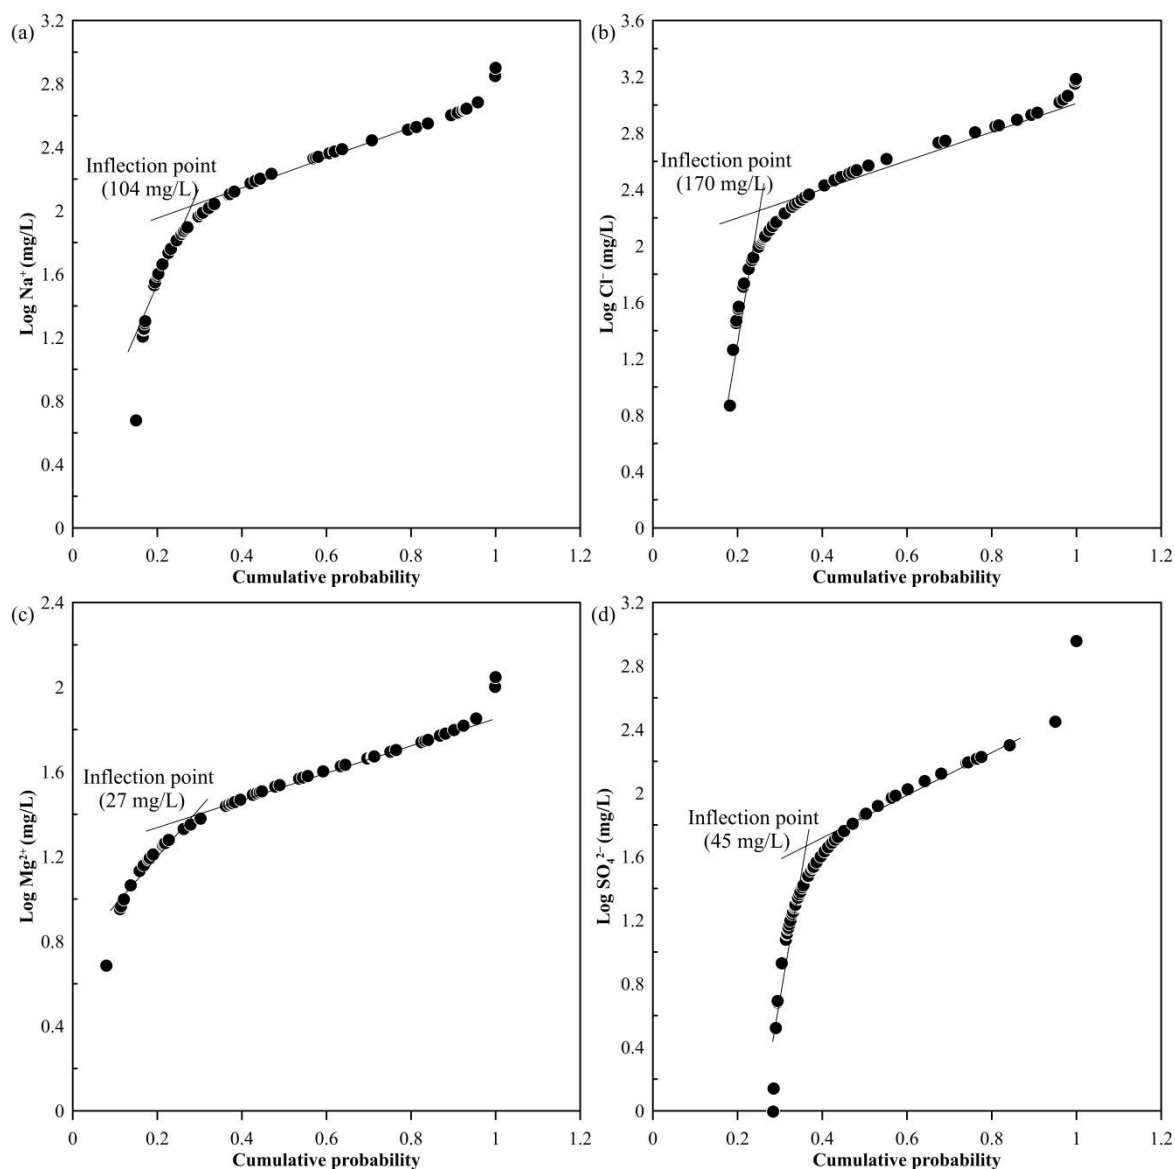 (a)
3.2
2.8
2.4
2
1.6
1.2
0.8
0.4
0
Log Na⁺ (mg/L)
Inflection point
(104 mg/L)
0 0.2 0.4 0.6 0.8 1 1.2
Cumulative probability
(b)
3.6
3.2
2.8
2.4
2
1.6
1.2
0.8
0.4
0
Log Cl⁻ (mg/L)
Inflection point
(170 mg/L)
0 0.2 0.4 0.6 0.8 1 1.2
Cumulative probability
(c)
2.4
2
1.6
1.2
0.8
0.4
0
Log Mg²⁺ (mg/L)
Inflection point
(27 mg/L)
0 0.2 0.4 0.6 0.8 1 1.2
Cumulative probability
(d)
3.2
2.8
2.4
2
1.6
1.2
0.8
0.4
0
Log SO₄²⁻ (mg/L)
Inflection point
(45 mg/L)
0 0.2 0.4 0.6 0.8 1 1.2
Cumulative probability